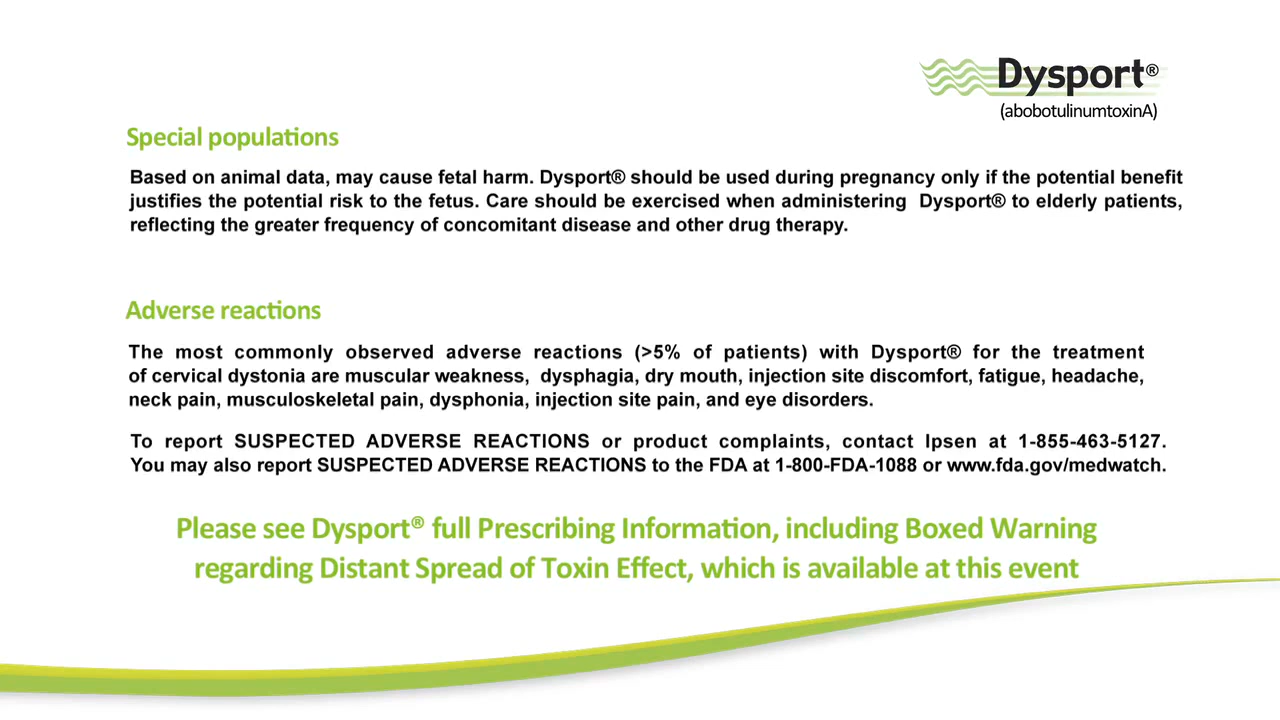 Dysport®
(abobotulinumtoxinA)
Special populations
Based on animal data, may cause fetal harm. Dysport® should be used during pregnancy only if the potential benefit
justifies the potential risk to the fetus. Care should be exercised when administering Dysport® to elderly patients,
reflecting the greater frequency of concomitant disease and other drug therapy.
Adverse reactions
The most commonly observed adverse reactions (>5% of patients) with Dysport® for the treatment
of cervical dystonia are muscular weakness, dysphagia, dry mouth, injection site discomfort, fatigue, headache,
neck pain, musculoskeletal pain, dysphonia, injection site pain, and eye disorders.
To report SUSPECTED ADVERSE REACTIONS or product complaints, contact Ipsen at 1-855-463-5127.
You may also report SUSPECTED ADVERSE REACTIONS to the FDA at 1-800-FDA-1088 or www.fda.gov/medwatch.
Please see Dysport® full Prescribing Information, including Boxed Warning
regarding Distant Spread of Toxin Effect, which is available at this event